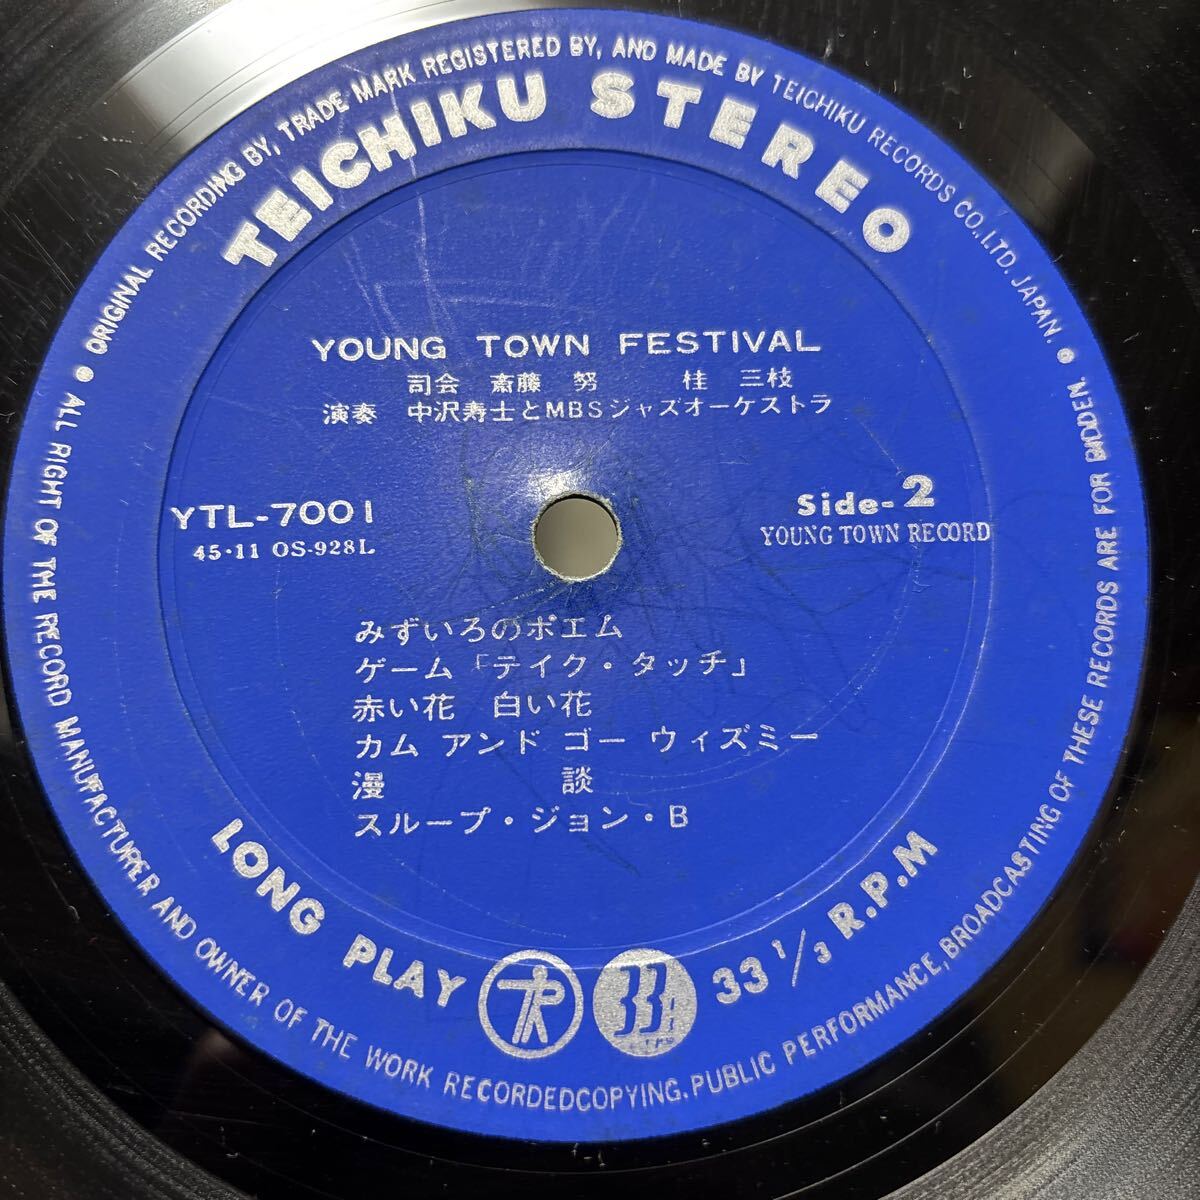 ORIGINAL RECORDING BY, TRADE MARK REGISTERED BY, AND MADE BY TEICHIKU RECORDS CO., LTD. JAPAN.
TEICHIKU STEREO
YOUNG TOWN FESTIVAL
司会 斎藤 努 桂 三枝
演奏 中沢寿士とMBSジャズオーケストラ
YTL-7001
45・11 OS-928L
Side-2
YOUNG TOWN RECORD
みずいろのポエム
ゲーム「テイク・タッチ」
赤い花 白い花
カム アンド ゴー ウィズミー
漫 談
スループ・ジョン・B
LONG PLAY
33
33 1/3 R.P.M
ALL RIGHT OF THE RECORD MANUFACTURER AND OWNER OF THE WORK RECORDEDCOPYING. PUBLIC PERFORMANCE, BROADCASTING OF THESE RECORDS ARE FOR BIDDEN.